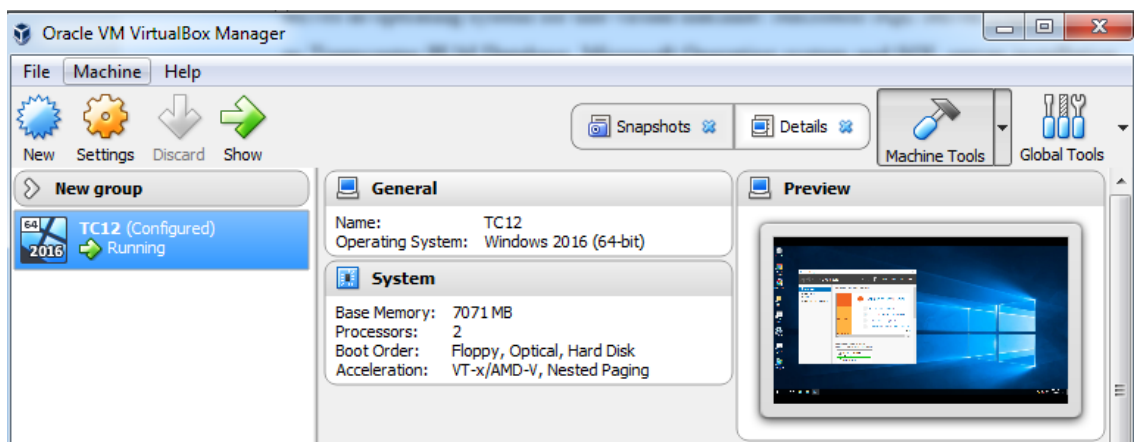 Oracle VM VirtualBox Manager
File Machine Help
New Settings Discard Show
Snapshots Details Machine Tools Global Tools
New group
64 2016 TC12 (Configured)
Running
General
Name: TC12
Operating System: Windows 2016 (64-bit)
System
Base Memory: 7071 MB
Processors: 2
Boot Order: Floppy, Optical, Hard Disk
Acceleration: VT-x/AMD-V, Nested Paging
Preview